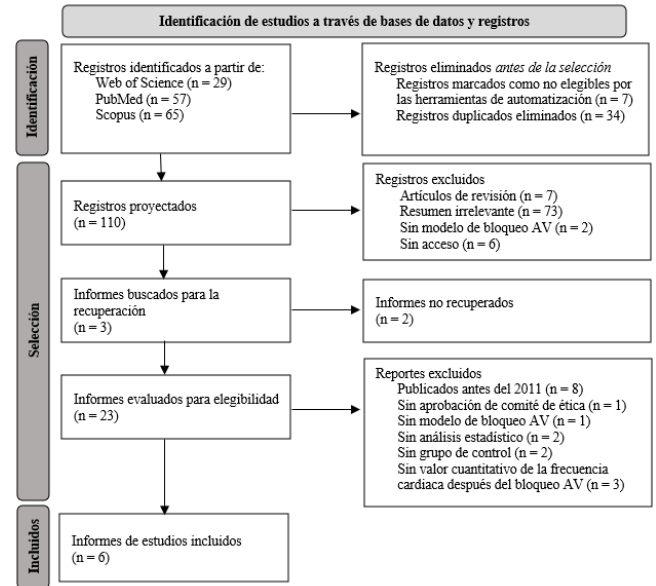 Identificación de estudios a través de bases de datos y registros
Identificación
Registros identificados a partir de:
Web of Science (n = 29)
PubMed (n = 57)
Scopus (n = 65)
Registros eliminados antes de la selección
Registros marcados como no elegibles por
las herramientas de automatización (n = 7)
Registros duplicados eliminados (n = 34)
Selección
Registros proyectados
(n = 110)
Registros excluidos
Artículos de revisión (n = 7)
Resumen irrelevante (n = 73)
Sin modelo de bloqueo AV (n = 2)
Sin acceso (n = 6)
Informes buscados para la
recuperación
(n = 3)
Informes no recuperados
(n = 2)
Informes evaluados para elegibilidad
(n = 23)
Reportes excluidos
Publicados antes del 2011 (n = 8)
Sin aprobación de comité de ética (n = 1)
Sin modelo de bloqueo AV (n = 1)
Sin análisis estadístico (n = 2)
Sin grupo de control (n = 2)
Sin valor cuantitativo de la frecuencia
cardiaca después del bloqueo AV (n = 3)
Incluidos
Informes de estudios incluidos
(n = 6)